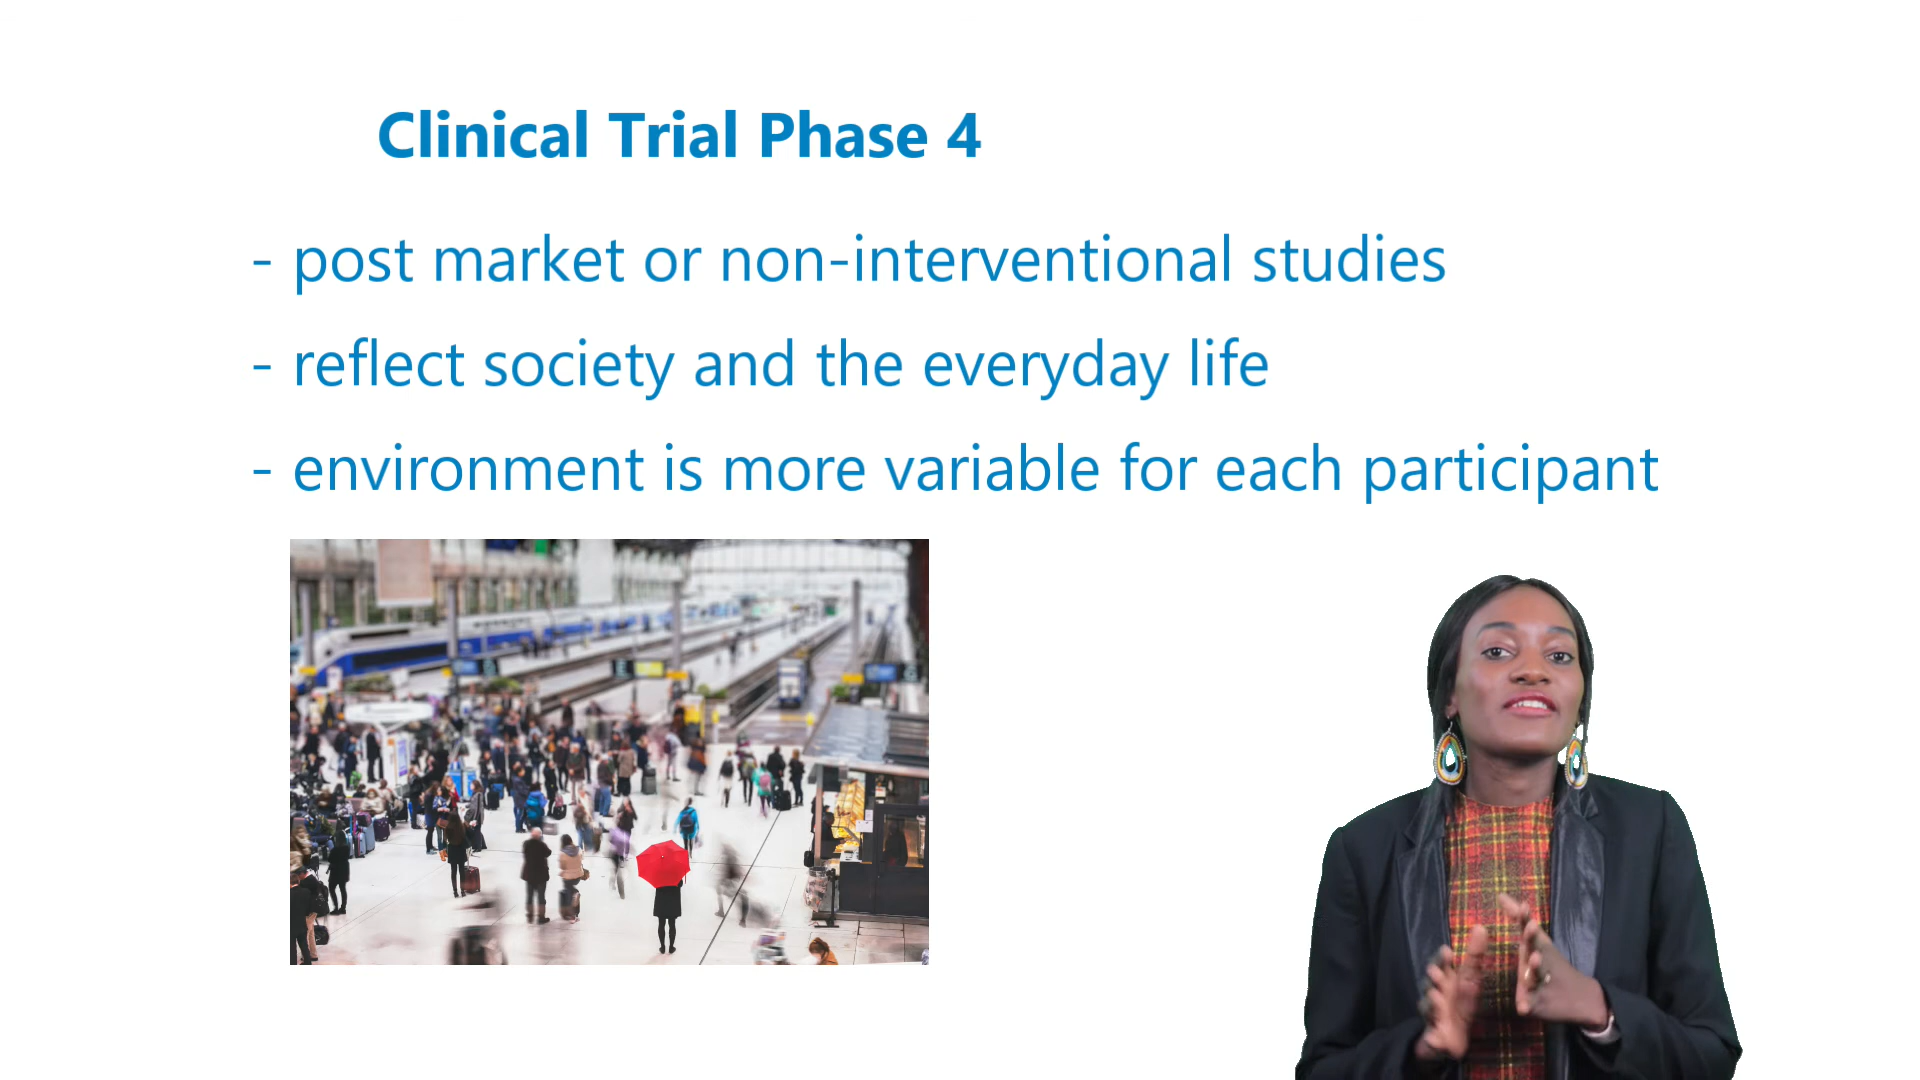 Clinical Trial Phase 4
- post market or non-interventional studies
- reflect society and the everyday life
- environment is more variable for each participant